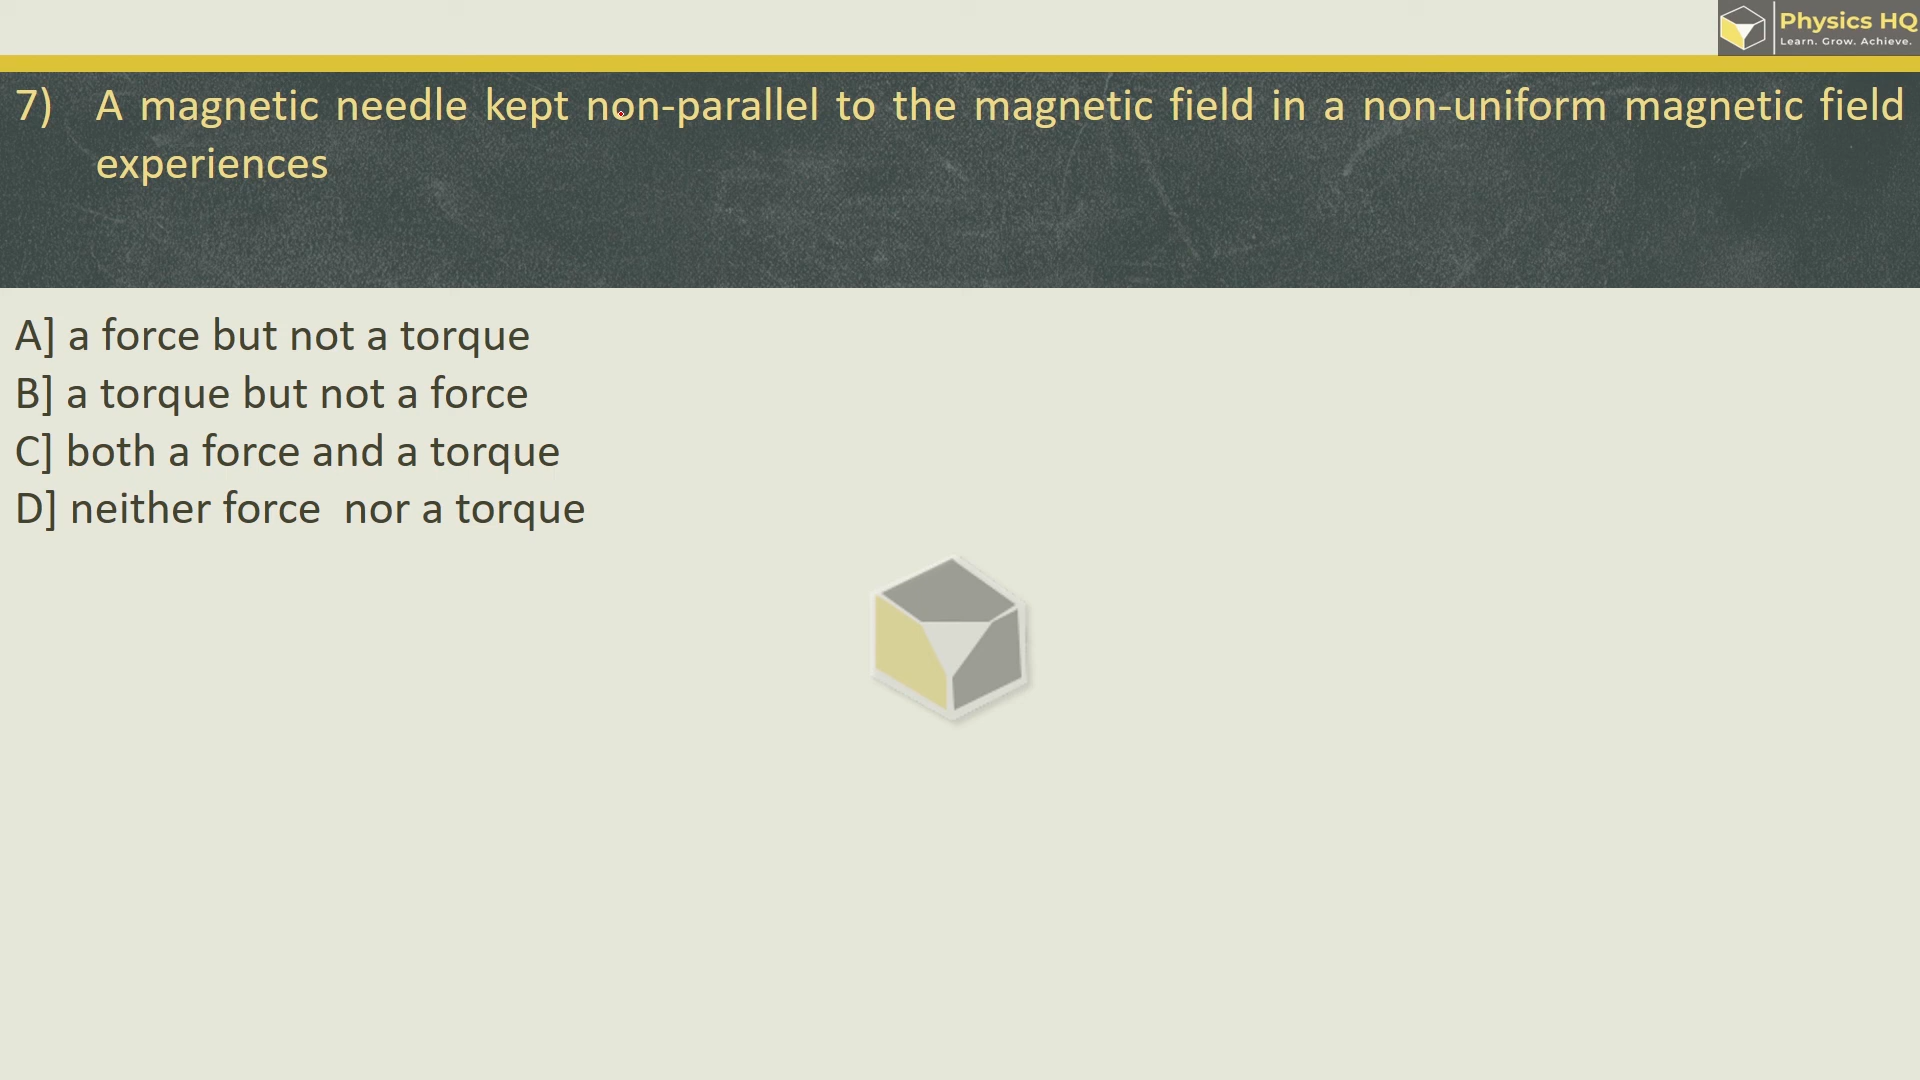 Physics HQ
Learn. Grow. Achieve.
7) A magnetic needle kept non-parallel to the magnetic field in a non-uniform magnetic field
experiences
A] a force but not a torque
B] a torque but not a force
C] both a force and a torque
D] neither force  nor a torque